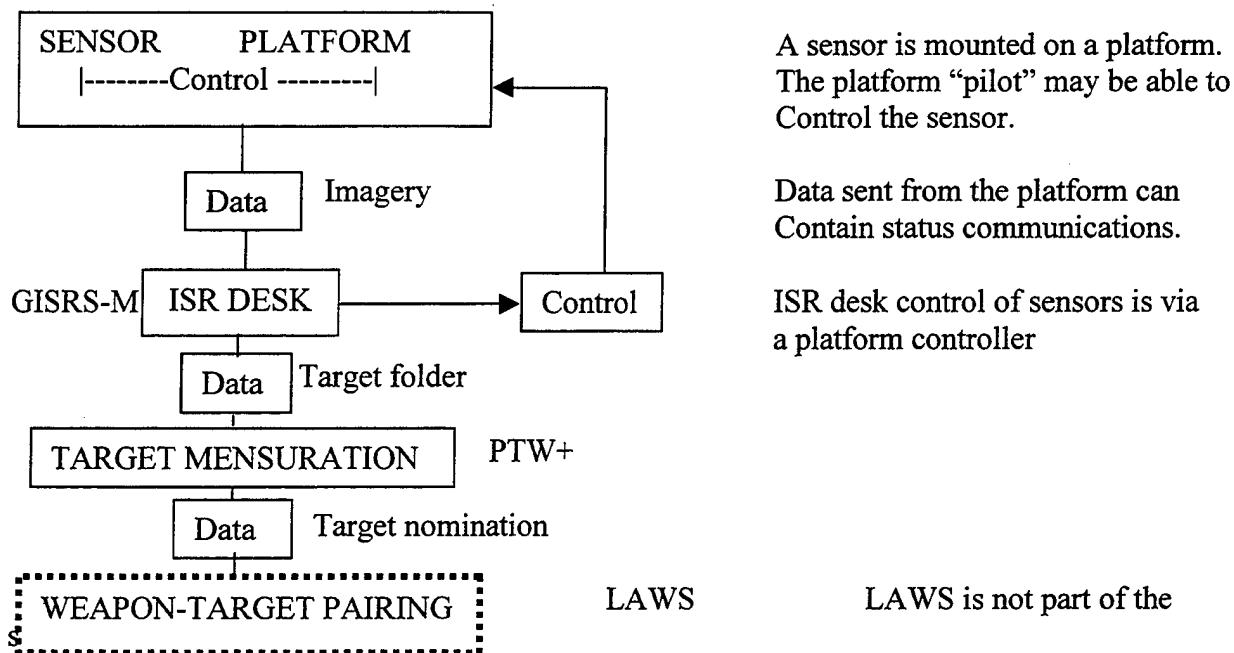 SENSOR PLATFORM
|--------Control --------|
A sensor is mounted on a platform.
The platform “pilot” may be able to
Control the sensor.
Data Imagery
Data sent from the platform can
Contain status communications.
GISRS-M ISR DESK Control
ISR desk control of sensors is via
a platform controller
Data Target folder
TARGET MENSURATION PTW+
Data Target nomination
WEAPON-TARGET PAIRING LAWS LAWS is not part of the
s